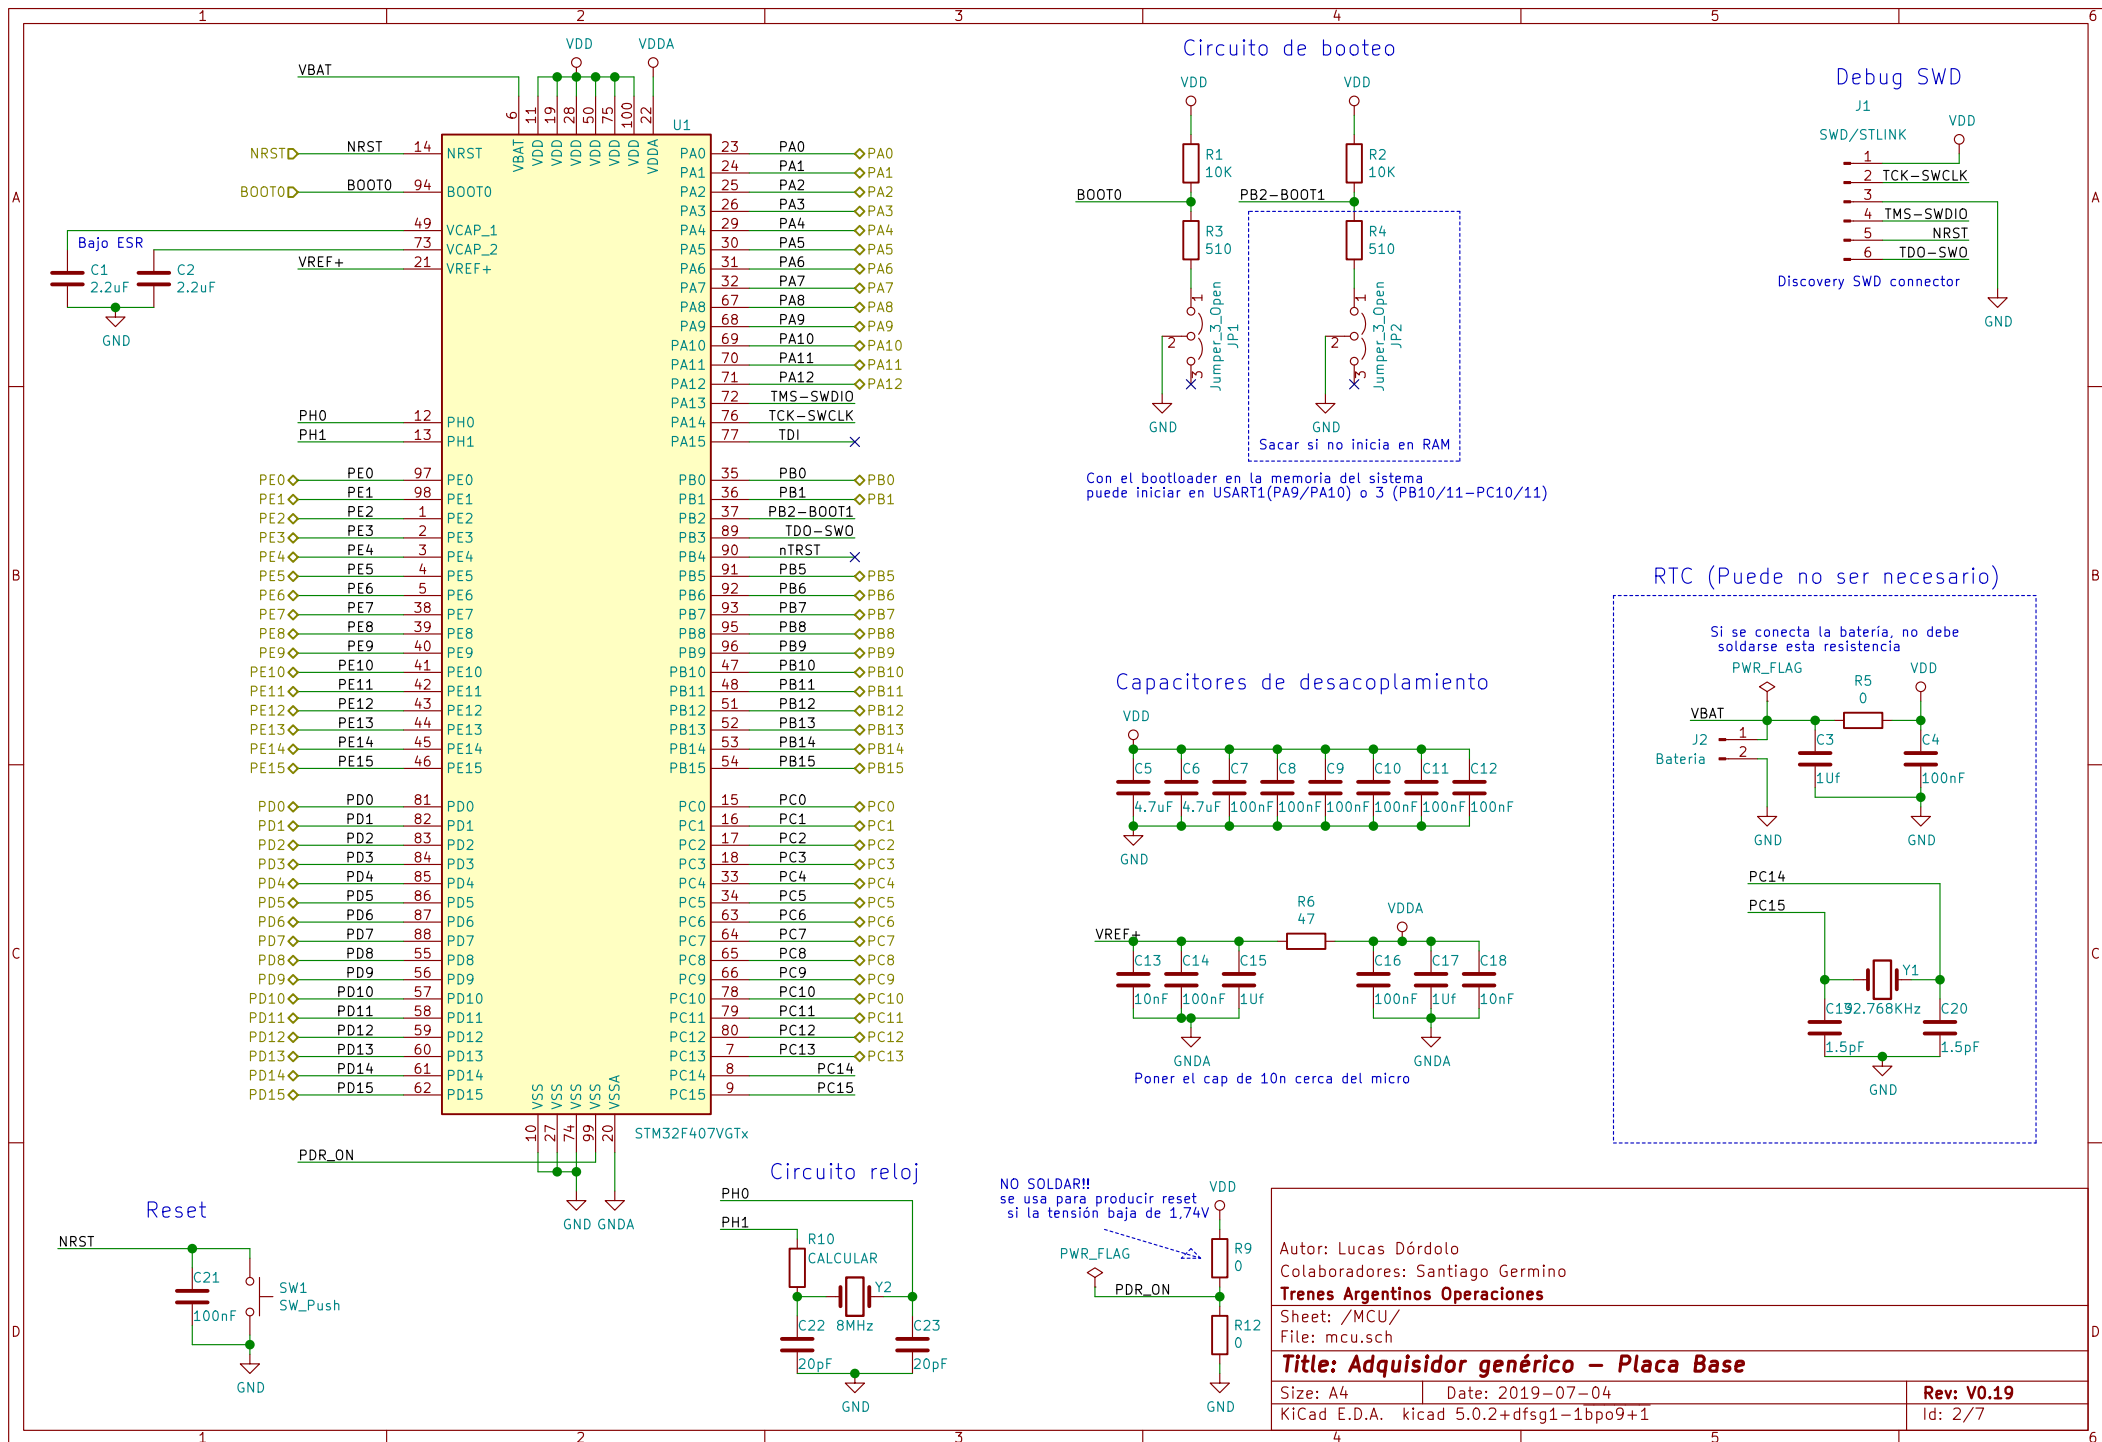 1 2 3 4 5 6
A B C D
VBAT
VDD
VDDA
U1
6 11 19 28 50 75 100 22
VBAT VDD VDD VDD VDD VDD VDD VDDA
NRST NRST 14 NRST
BOOT0 BOOT0 94 BOOT0
49 VCAP_1
73 VCAP_2
VREF+ 21 VREF+
Bajo ESR
C1
2.2uF
C2
2.2uF
GND
PH0 12 PH0
PH1 13 PH1
PE0 PE0 97 PE0
PE1 PE1 98 PE1
PE2 PE2 1 PE2
PE3 PE3 2 PE3
PE4 PE4 3 PE4
PE5 PE5 4 PE5
PE6 PE6 5 PE6
PE7 PE7 38 PE7
PE8 PE8 39 PE8
PE9 PE9 40 PE9
PE10 PE10 41 PE10
PE11 PE11 42 PE11
PE12 PE12 43 PE12
PE13 PE13 44 PE13
PE14 PE14 45 PE14
PE15 PE15 46 PE15
PD0 PD0 81 PD0
PD1 PD1 82 PD1
PD2 PD2 83 PD2
PD3 PD3 84 PD3
PD4 PD4 85 PD4
PD5 PD5 86 PD5
PD6 PD6 87 PD6
PD7 PD7 88 PD7
PD8 PD8 55 PD8
PD9 PD9 56 PD9
PD10 PD10 57 PD10
PD11 PD11 58 PD11
PD12 PD12 59 PD12
PD13 PD13 60 PD13
PD14 PD14 61 PD14
PD15 PD15 62 PD15
PA0 23 PA0 PA0
PA1 24 PA1 PA1
PA2 25 PA2 PA2
PA3 26 PA3 PA3
PA4 29 PA4 PA4
PA5 30 PA5 PA5
PA6 31 PA6 PA6
PA7 32 PA7 PA7
PA8 67 PA8 PA8
PA9 68 PA9 PA9
PA10 69 PA10 PA10
PA11 70 PA11 PA11
PA12 71 PA12 PA12
PA13 72 TMS-SWDIO
PA14 76 TCK-SWCLK
PA15 77 TDI
PB0 35 PB0 PB0
PB1 36 PB1 PB1
PB2 37 PB2-BOOT1
PB3 89 TDO-SWO
PB4 90 nTRST
PB5 91 PB5 PB5
PB6 92 PB6 PB6
PB7 93 PB7 PB7
PB8 95 PB8 PB8
PB9 96 PB9 PB9
PB10 47 PB10 PB10
PB11 48 PB11 PB11
PB12 51 PB12 PB12
PB13 52 PB13 PB13
PB14 53 PB14 PB14
PB15 54 PB15 PB15
PC0 15 PC0 PC0
PC1 16 PC1 PC1
PC2 17 PC2 PC2
PC3 18 PC3 PC3
PC4 33 PC4 PC4
PC5 34 PC5 PC5
PC6 63 PC6 PC6
PC7 64 PC7 PC7
PC8 65 PC8 PC8
PC9 66 PC9 PC9
PC10 78 PC10 PC10
PC11 79 PC11 PC11
PC12 80 PC12 PC12
PC13 7 PC13 PC13
PC14 8 PC14
PC15 9 PC15
VSS VSS VSS VSS VSSA
10 27 74 99 20
STM32F407VGTx
PDR_ON
GND GNDA
Circuito de booteo
VDD VDD
R1
10K
R2
10K
BOOT0
PB2-BOOT1
R3
510
R4
510
1 2 3
Jumper_3_Open
JP1
1 2 3
Jumper_3_Open
JP2
GND GND
Sacar si no inicia en RAM
Con el bootloader en la memoria del sistema
puede iniciar en USART1(PA9/PA10) o 3 (PB10/11-PC10/11)
Debug SWD
J1
SWD/STLINK
VDD
1
2 TCK-SWCLK
3
4 TMS-SWDIO
5 NRST
6 TDO-SWO
Discovery SWD connector
GND
RTC (Puede no ser necesario)
Si se conecta la batería, no debe
soldarse esta resistencia
PWR_FLAG
R5
0
VDD
VBAT
J2
Bateria
1
2
C3
1Uf
C4
100nF
GND GND
PC14
PC15
Y1
32.768KHz
C19
1.5pF
C20
1.5pF
GND
Capacitores de desacoplamiento
VDD
C5 C6 C7 C8 C9 C10 C11 C12
4.7uF 4.7uF 100nF 100nF 100nF 100nF 100nF 100nF
GND
R6
47
VDDA
VREF+
C13 C14 C15 C16 C17 C18
10nF 100nF 1Uf 100nF 1Uf 10nF
GNDA GNDA
Poner el cap de 10n cerca del micro
Reset
NRST
C21
100nF
SW1
SW_Push
GND
Circuito reloj
PH0
PH1
R10
CALCULAR
Y2
8MHz
C22
20pF
C23
20pF
GND
NO SOLDAR!!
se usa para producir reset
si la tensión baja de 1,74V
VDD
PWR_FLAG
PDR_ON
R9
0
R12
0
GND
Autor: Lucas Dórdolo
Colaboradores: Santiago Germino
Trenes Argentinos Operaciones
Sheet: /MCU/
File: mcu.sch
Title: Adquisidor genérico - Placa Base
Size: A4 Date: 2019-07-04 Rev: V0.19
KiCad E.D.A. kicad 5.0.2+dfsg1-1bpo9+1 Id: 2/7
1 2 3 4 5 6
A B C D